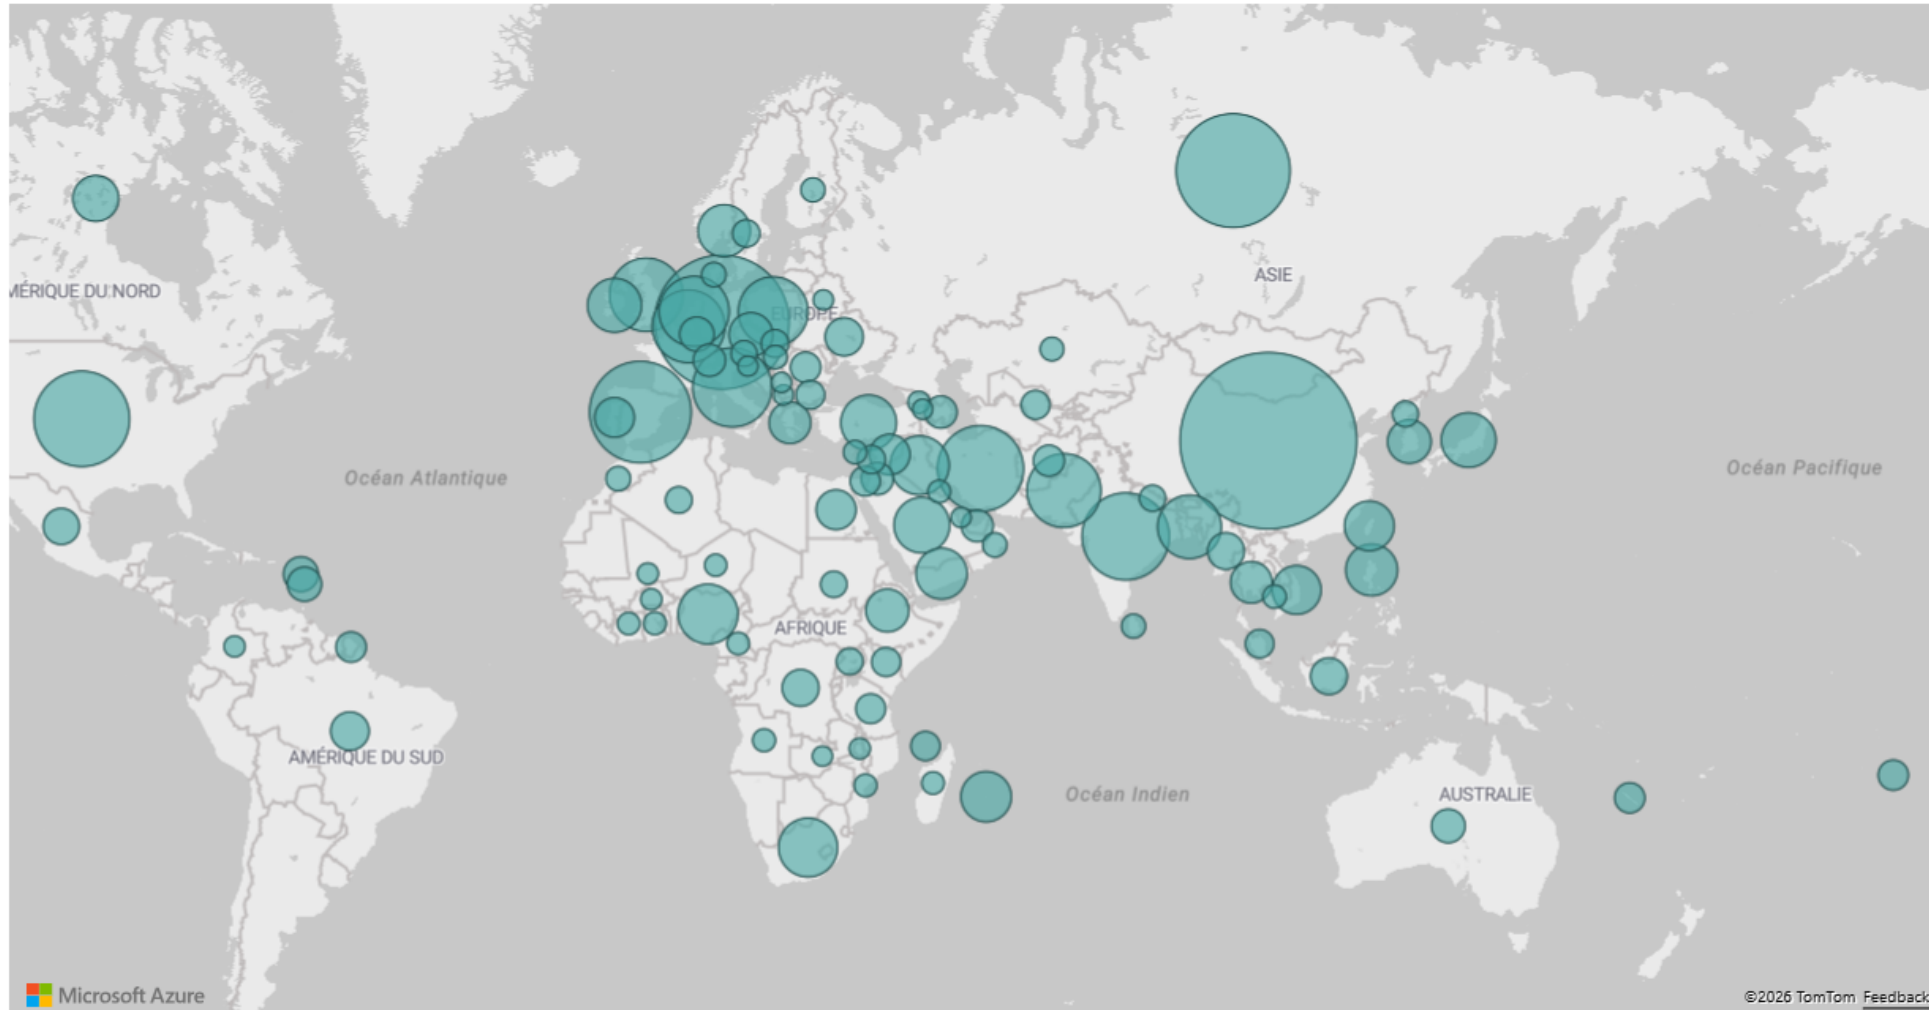 ASIE
MÉRIQUE DU NORD
EUROPE
Océan Atlantique
Océan Pacifique
AFRIQUE
AMÉRIQUE DU SUD
Océan Indien
AUSTRALIE
Microsoft Azure
©2026 TomTom Feedback